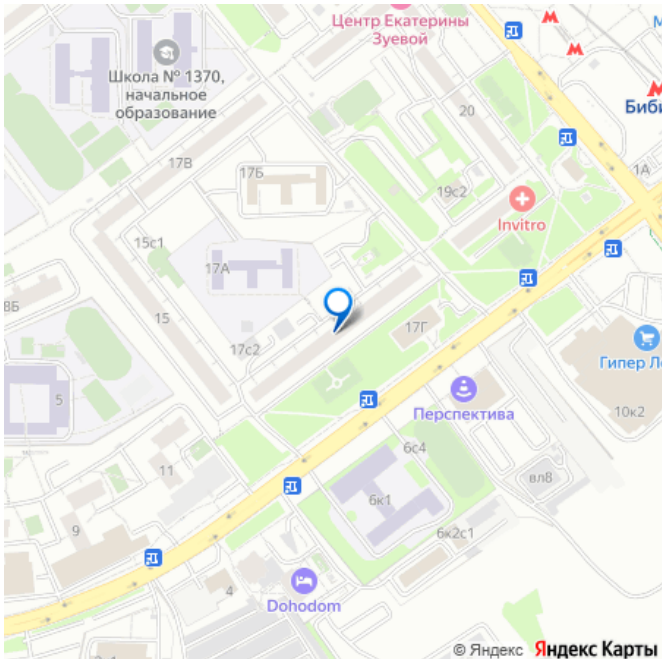 Центр Екатерины
Зуевой
Школа № 1370,
начальное
образование
20
Биби
17В
17Б
1А
19с2
Invitro
15с1
17А
8Б
15
17Г
17с2
Гипер Ле
5
Перспектива
10к2
6с4
11
вл8
6к1
9
6к2с1
4
Dohodom
© Яндекс Яндекс Карты